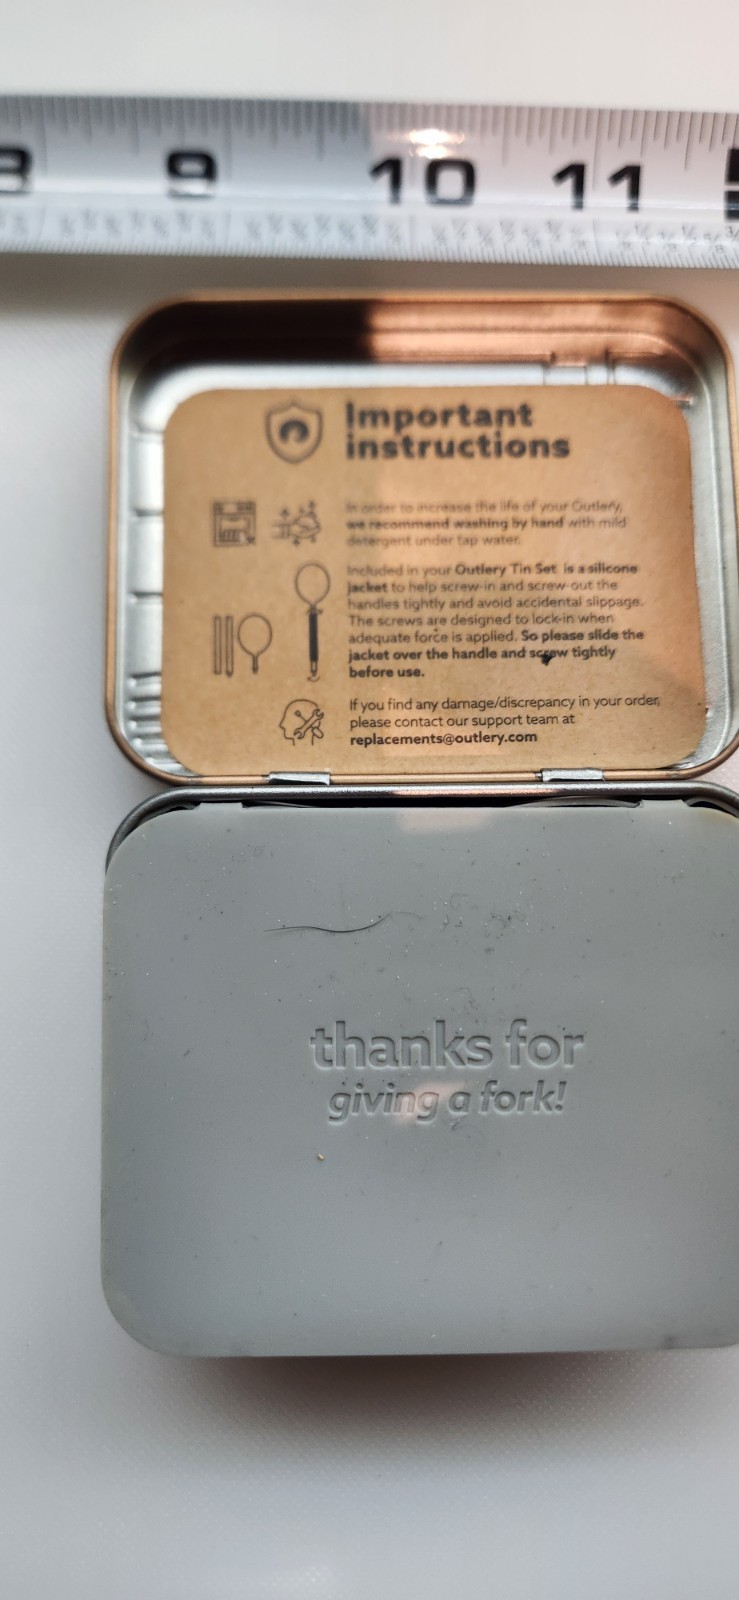 8 9 10 11
Important
instructions
In order to increase the life of your Outlery,
we recommend washing by hand with mild
detergent under tap water.
Included in your Outlery Tin Set is a silicone
jacket to help screw-in and screw-out the
handles tightly and avoid accidental slippage.
The screws are designed to lock-in when
adequate force is applied. So please slide the
jacket over the handle and screw tightly
before use.
If you find any damage/discrepancy in your order,
please contact our support team at
replacements@outlery.com
thanks for
giving a fork!